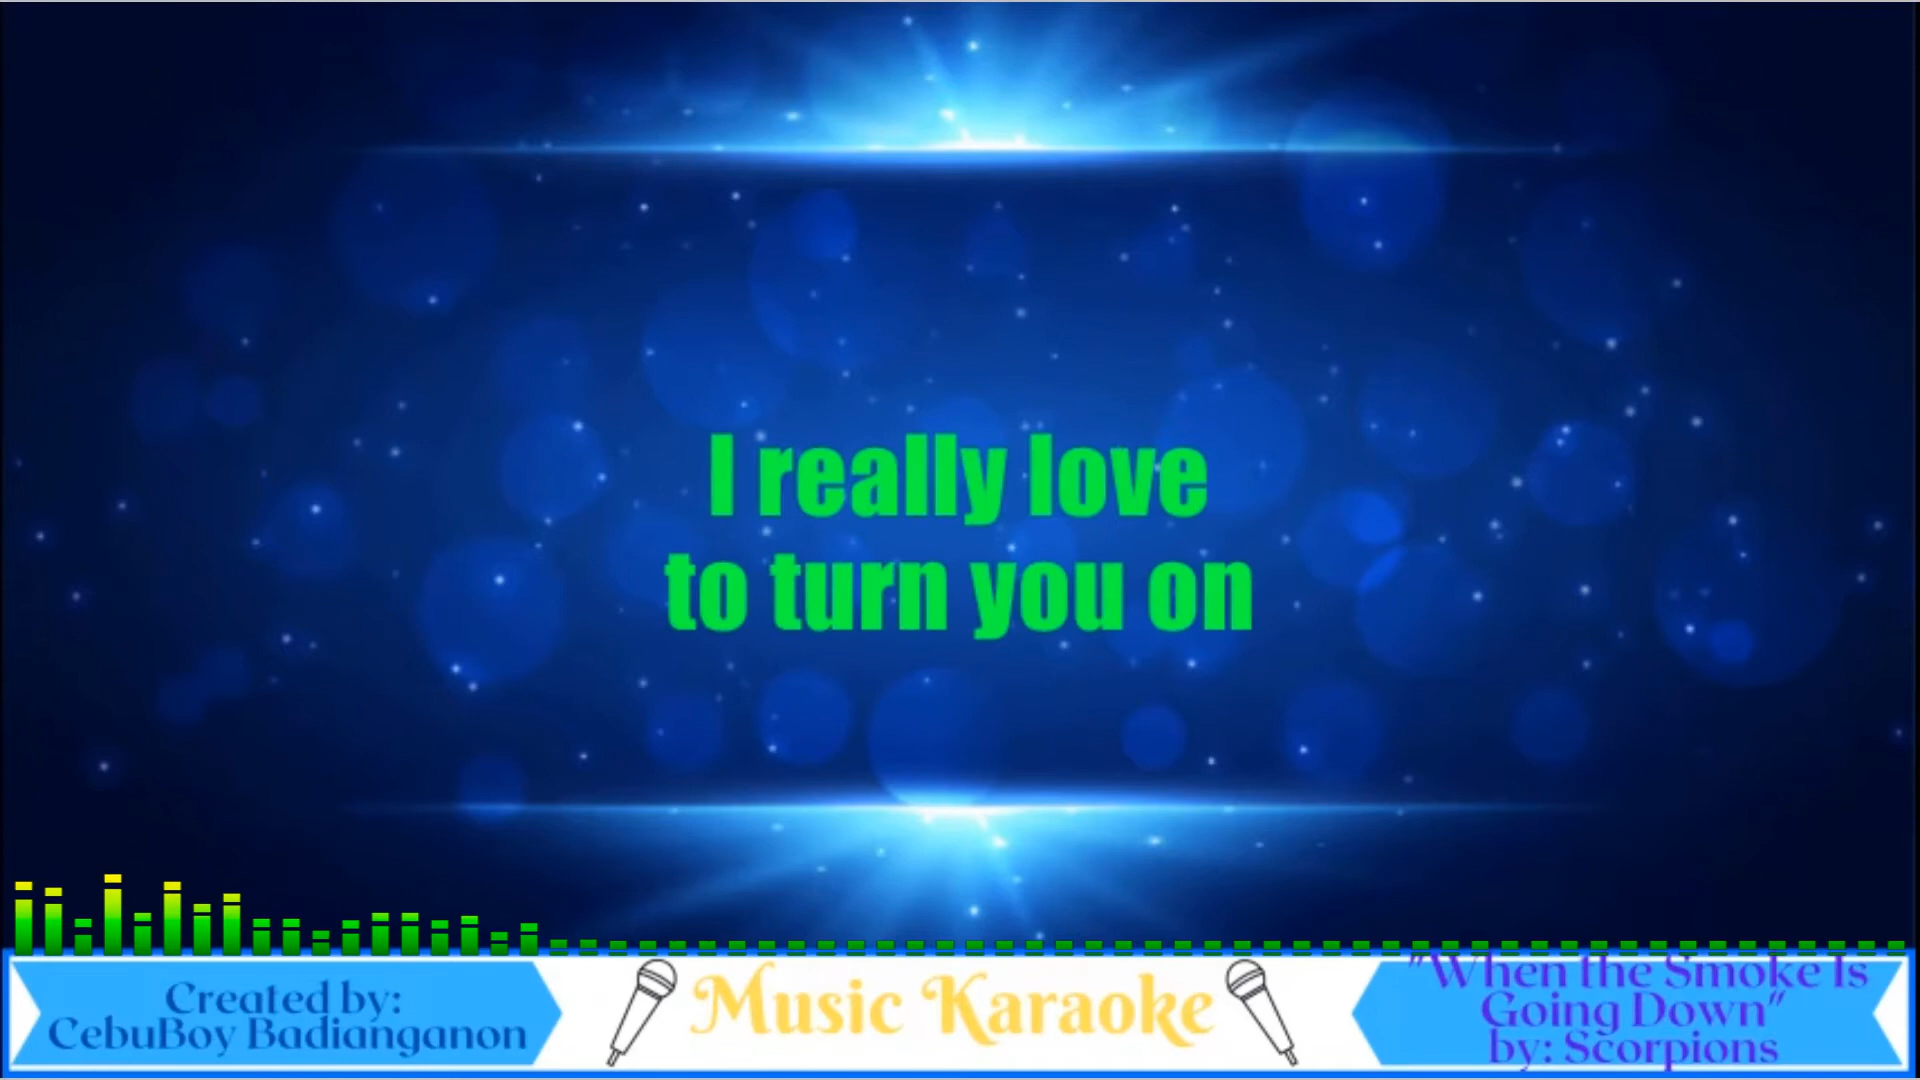 I really love
to turn you on
Created by:
CebuBoy Badianganon
Music Karaoke
"When the Smoke Is
Going Down"
by: Scorpions